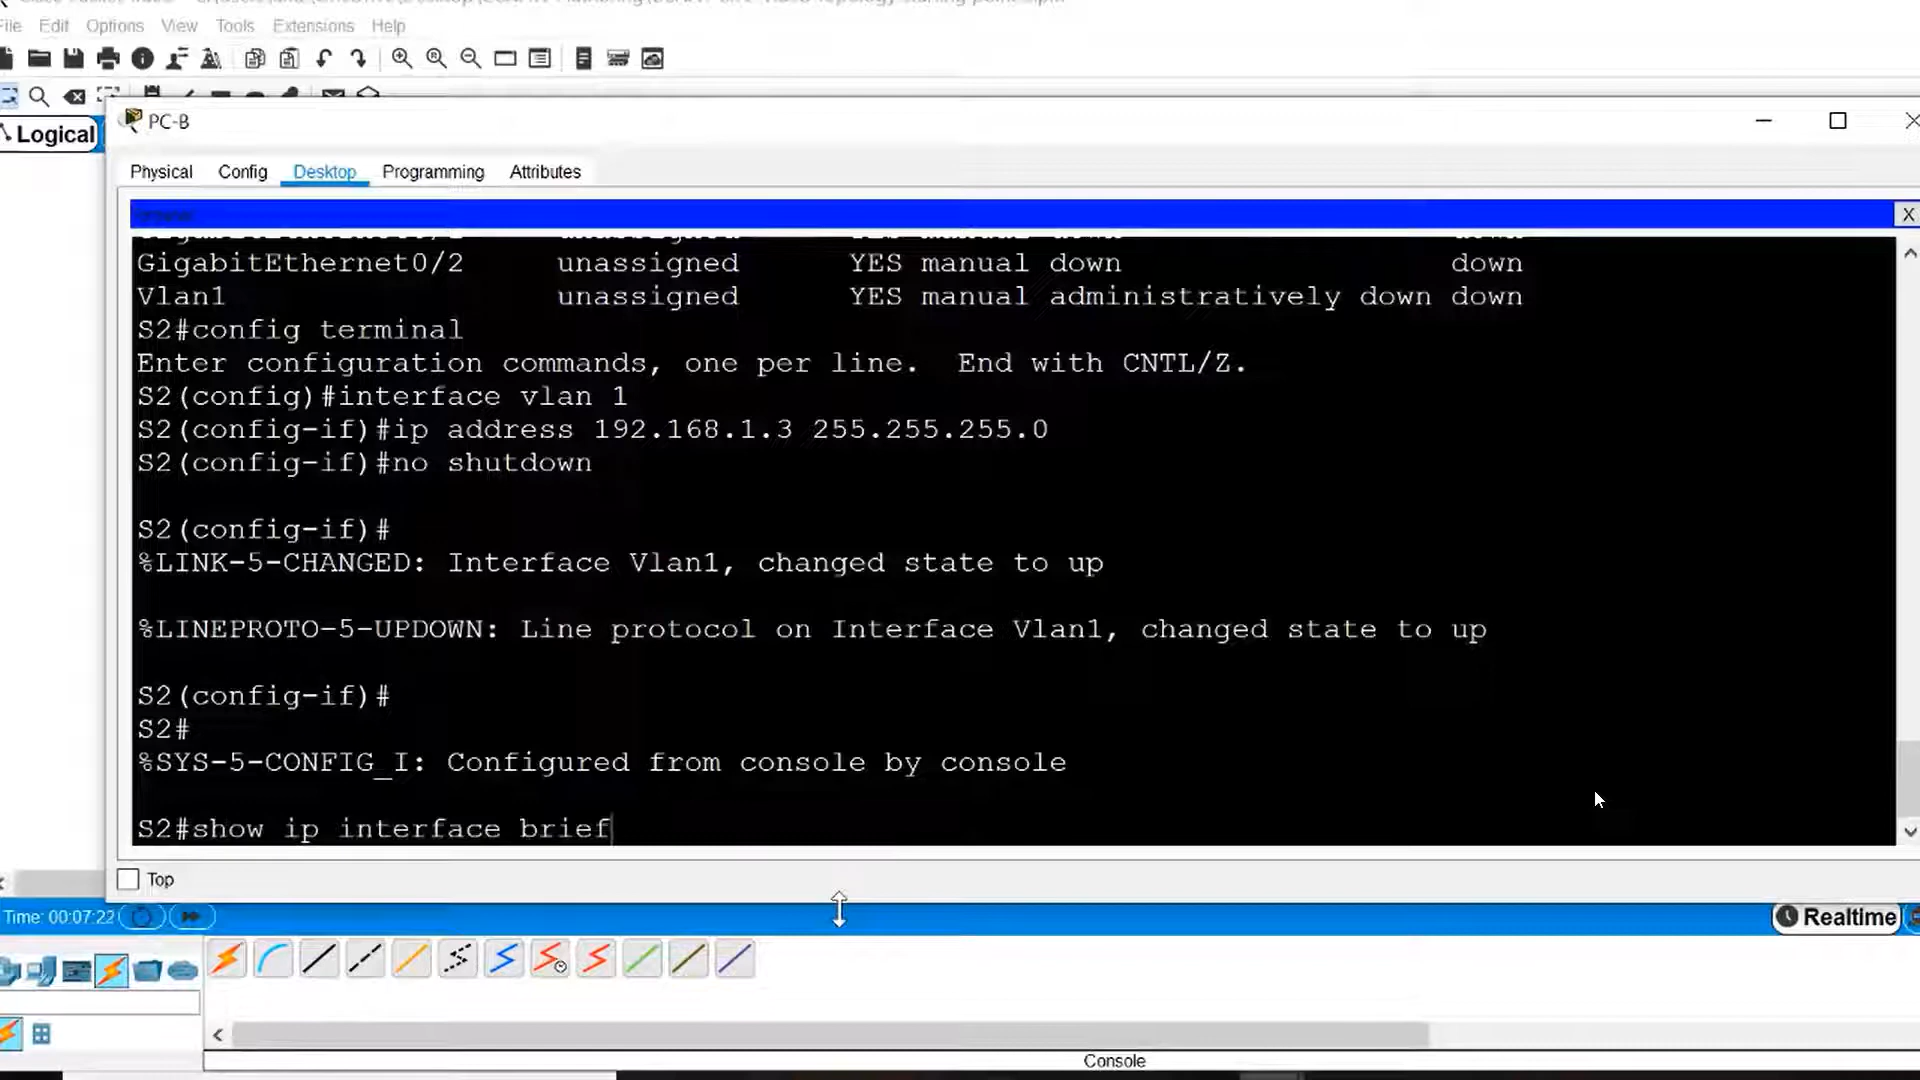 File Edit Options View Tools Extensions Help
Logical
PC-B
Physical Config Desktop Programming Attributes
X
GigabitEthernet0/2 unassigned YES manual down down
Vlan1 unassigned YES manual administratively down down
S2#config terminal
Enter configuration commands, one per line. End with CNTL/Z.
S2(config)#interface vlan 1
S2(config-if)#ip address 192.168.1.3 255.255.255.0
S2(config-if)#no shutdown
S2(config-if)#
%LINK-5-CHANGED: Interface Vlan1, changed state to up
%LINEPROTO-5-UPDOWN: Line protocol on Interface Vlan1, changed state to up
S2(config-if)#
S2#
%SYS-5-CONFIG_I: Configured from console by console
S2#show ip interface brief
Top
Time: 00:07:22
Realtime
Console